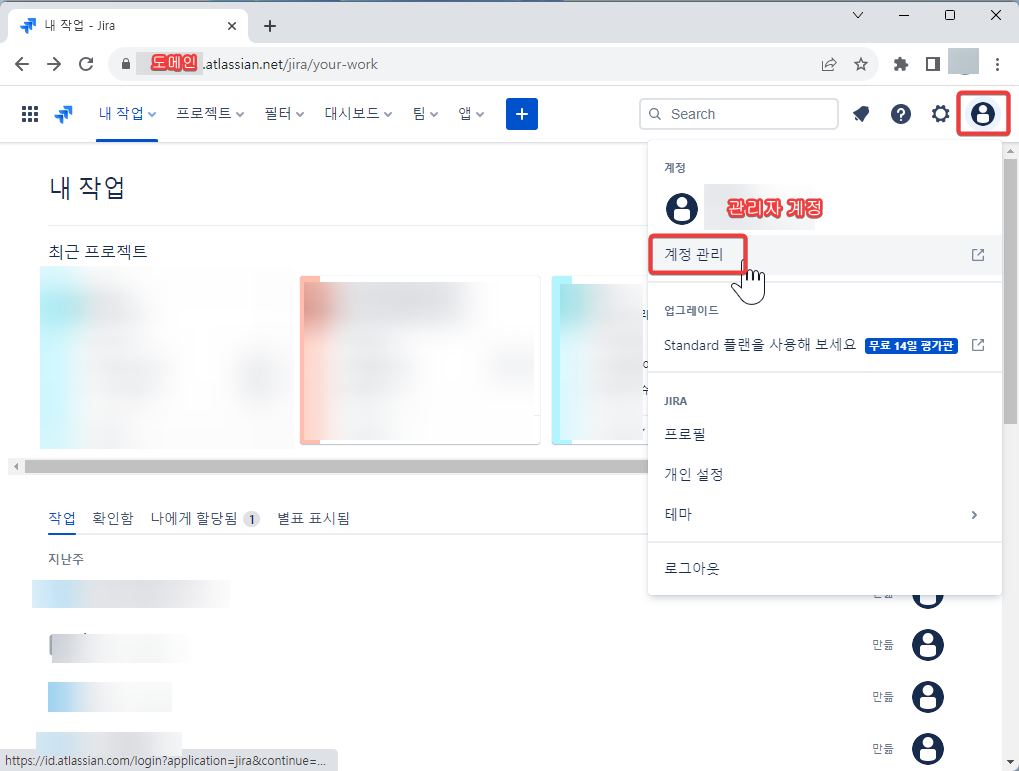 내 작업 - Jira
도메인 .atlassian.net/jira/your-work
내 작업 프로젝트 필터 대시보드 팀 앱 + Search
계정
내 작업
관리자 계정
최근 프로젝트
계정 관리
업그레이드
Standard 플랜을 사용해 보세요 무료 14일 평가판
JIRA
프로필
개인 설정
테마
작업 확인함 나에게 할당됨 1 별표 표시됨
지난주
로그아웃
만듦
만듦
만듦
만듦
https://id.atlassian.com/login?application=jira&continue=...